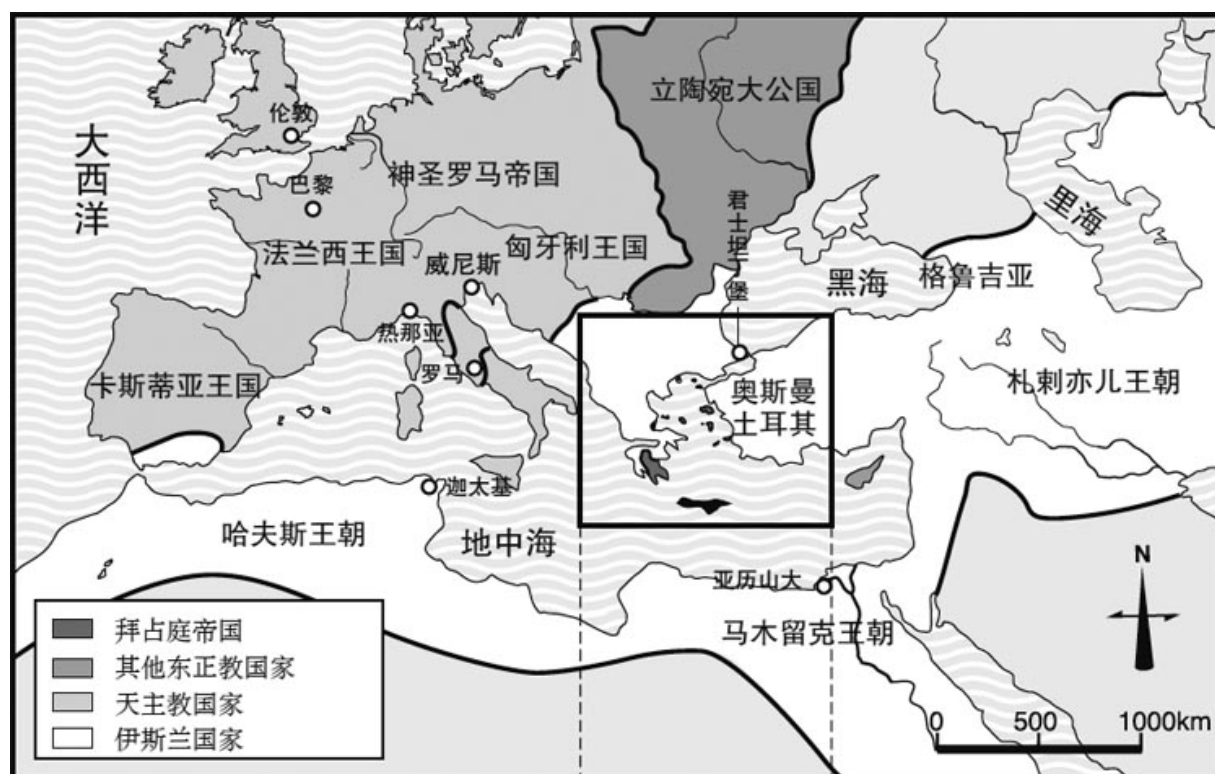 大西洋
伦敦
立陶宛大公国
神圣罗马帝国
巴黎
君士坦丁堡
里海
法兰西王国
匈牙利王国
威尼斯
黑海
格鲁吉亚
热那亚
罗马
卡斯蒂亚王国
奥斯曼
土耳其
札剌亦儿王朝
迦太基
哈夫斯王朝
地中海
亚历山大
马木留克王朝
N
拜占庭帝国
其他东正教国家
天主教国家
伊斯兰国家
0 500 1000km